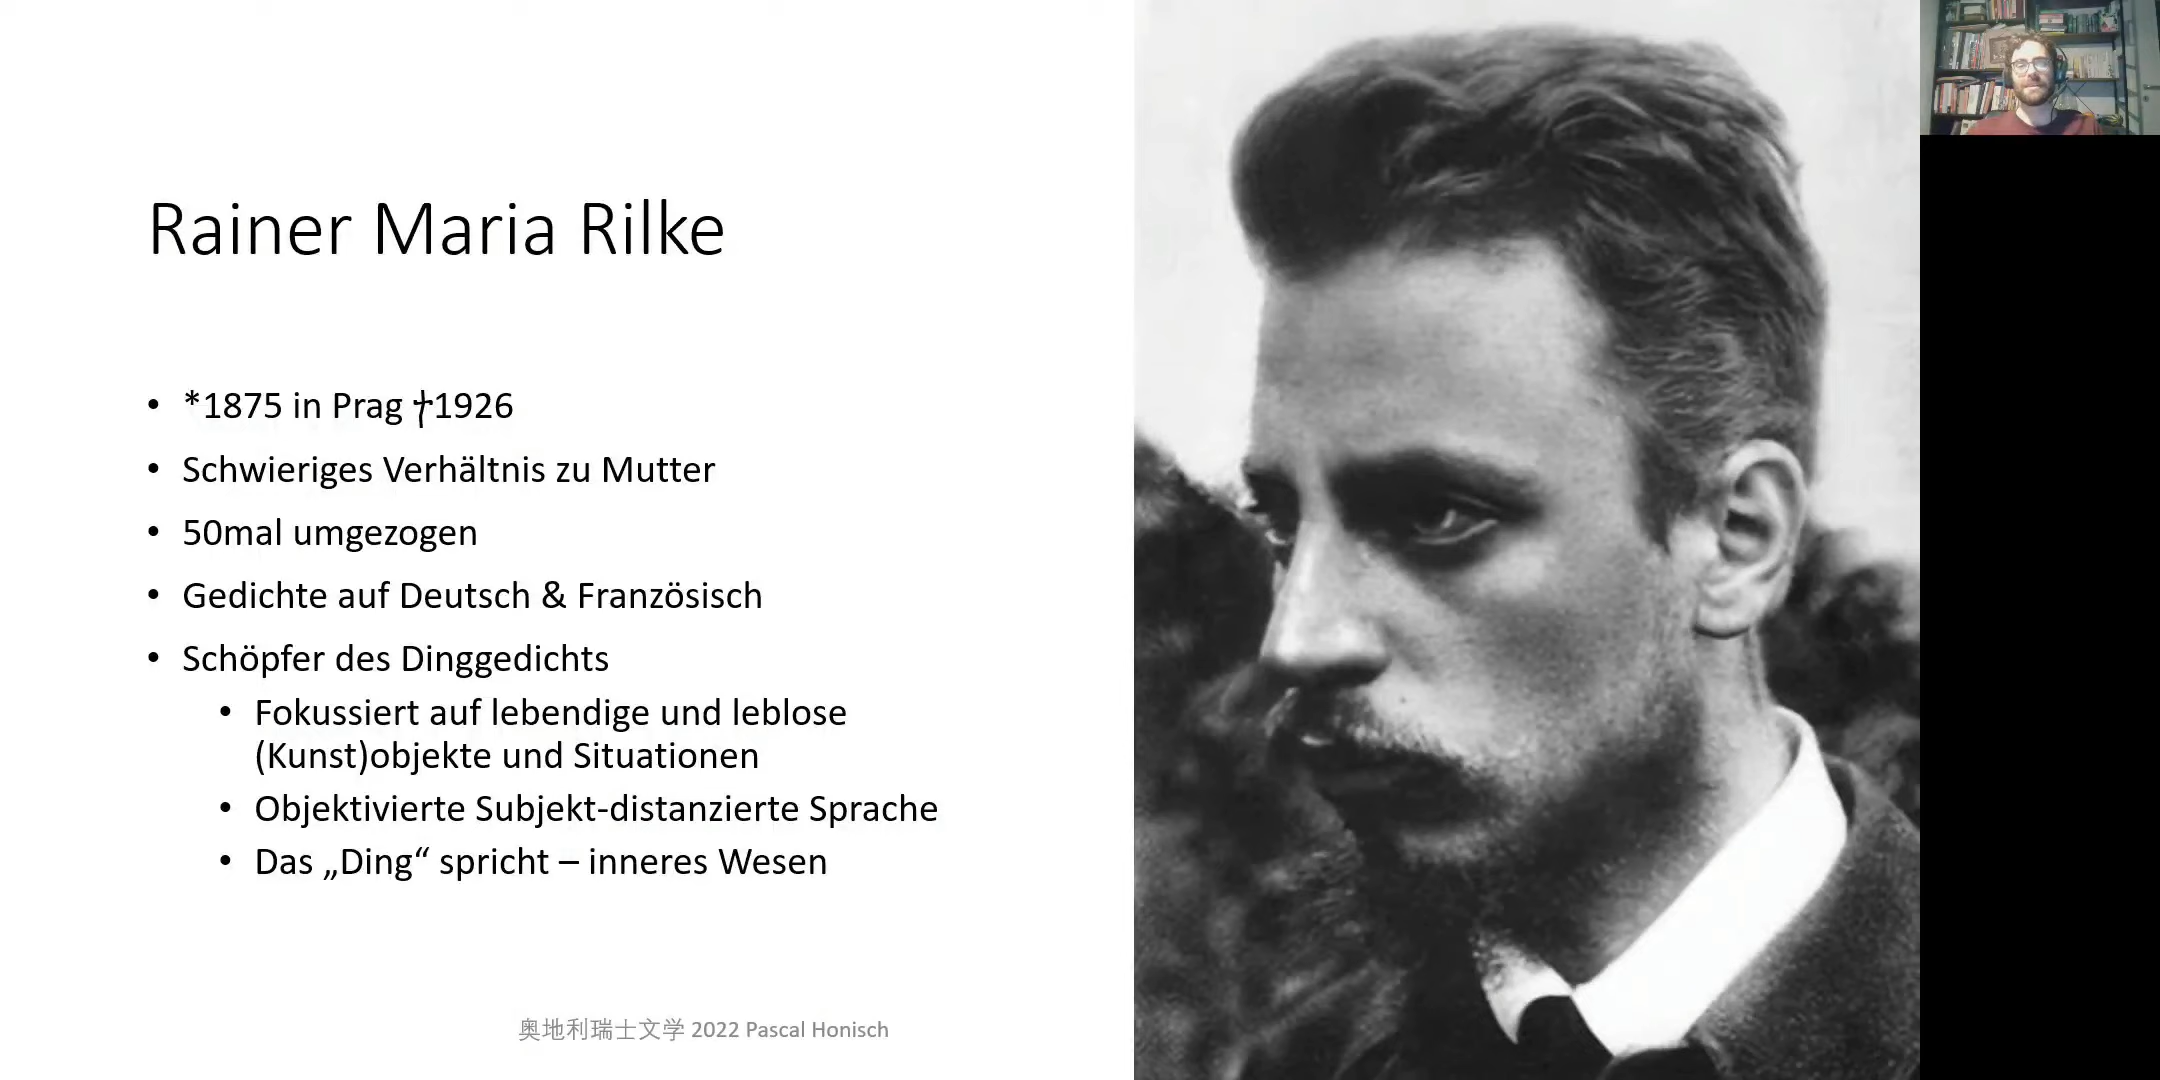 Rainer Maria Rilke
• *1875 in Prag †1926
• Schwieriges Verhältnis zu Mutter
• 50mal umgezogen
• Gedichte auf Deutsch & Französisch
• Schöpfer des Dinggedichts
• Fokussiert auf lebendige und leblose
(Kunst)objekte und Situationen
• Objektivierte Subjekt-distanzierte Sprache
• Das „Ding“ spricht – inneres Wesen
奥地利瑞士文学 2022 Pascal Honisch